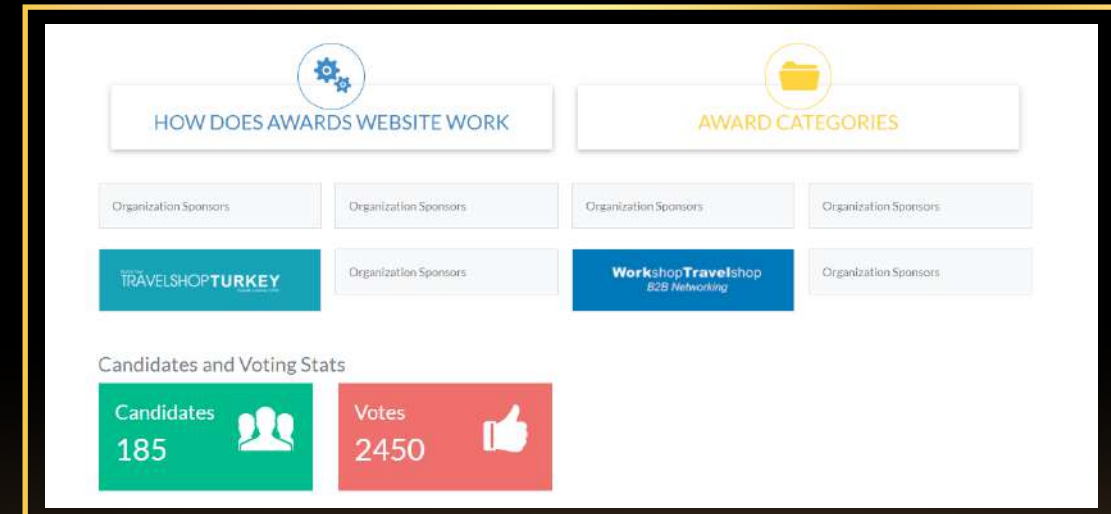 HOW DOES AWARDS WEBSITE WORK
AWARD CATEGORIES
Organization Sponsors
Organization Sponsors
Organization Sponsors
Organization Sponsors
TRAVELSHOPTURKEY
Organization Sponsors
WorkshopTravelshop
B2B Networking
Organization Sponsors
Candidates and Voting Stats
Candidates
185
Votes
2450